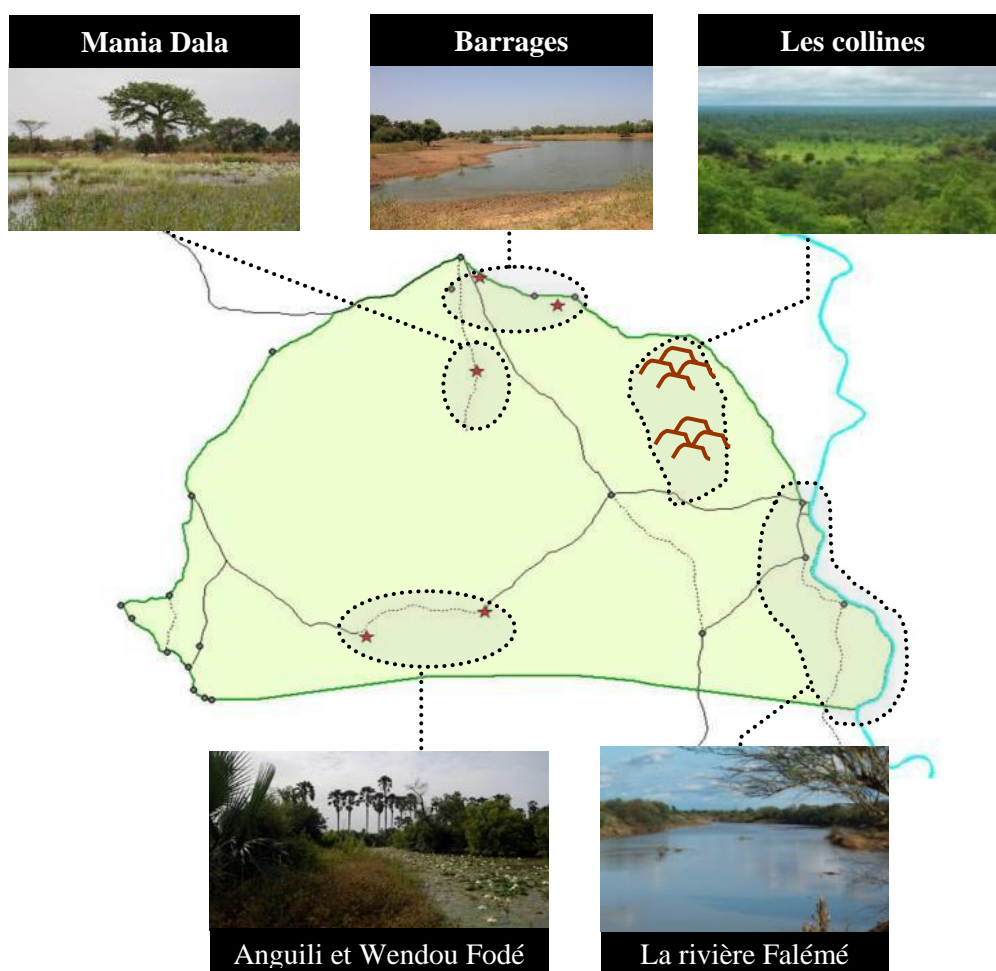 Mania Dala
Barrages
Les collines
Anguili et Wendou Fodé
La rivière Falémé